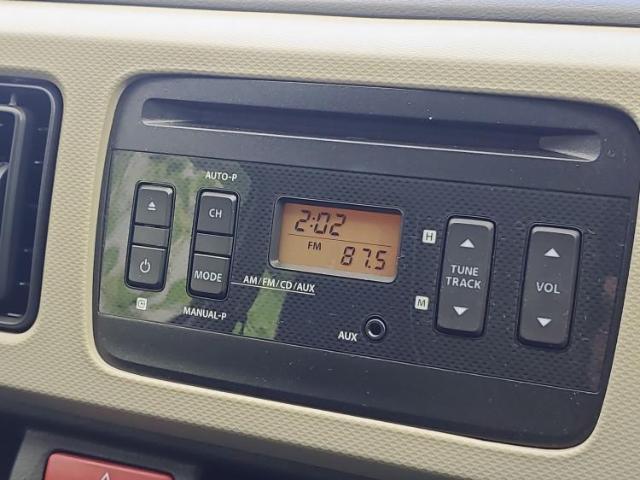 AUTO-P
CH
MODE
AM/FM/CD/AUX
MANUAL-P
2:02
FM
87.5
AUX
H
M
TUNE
TRACK
VOL